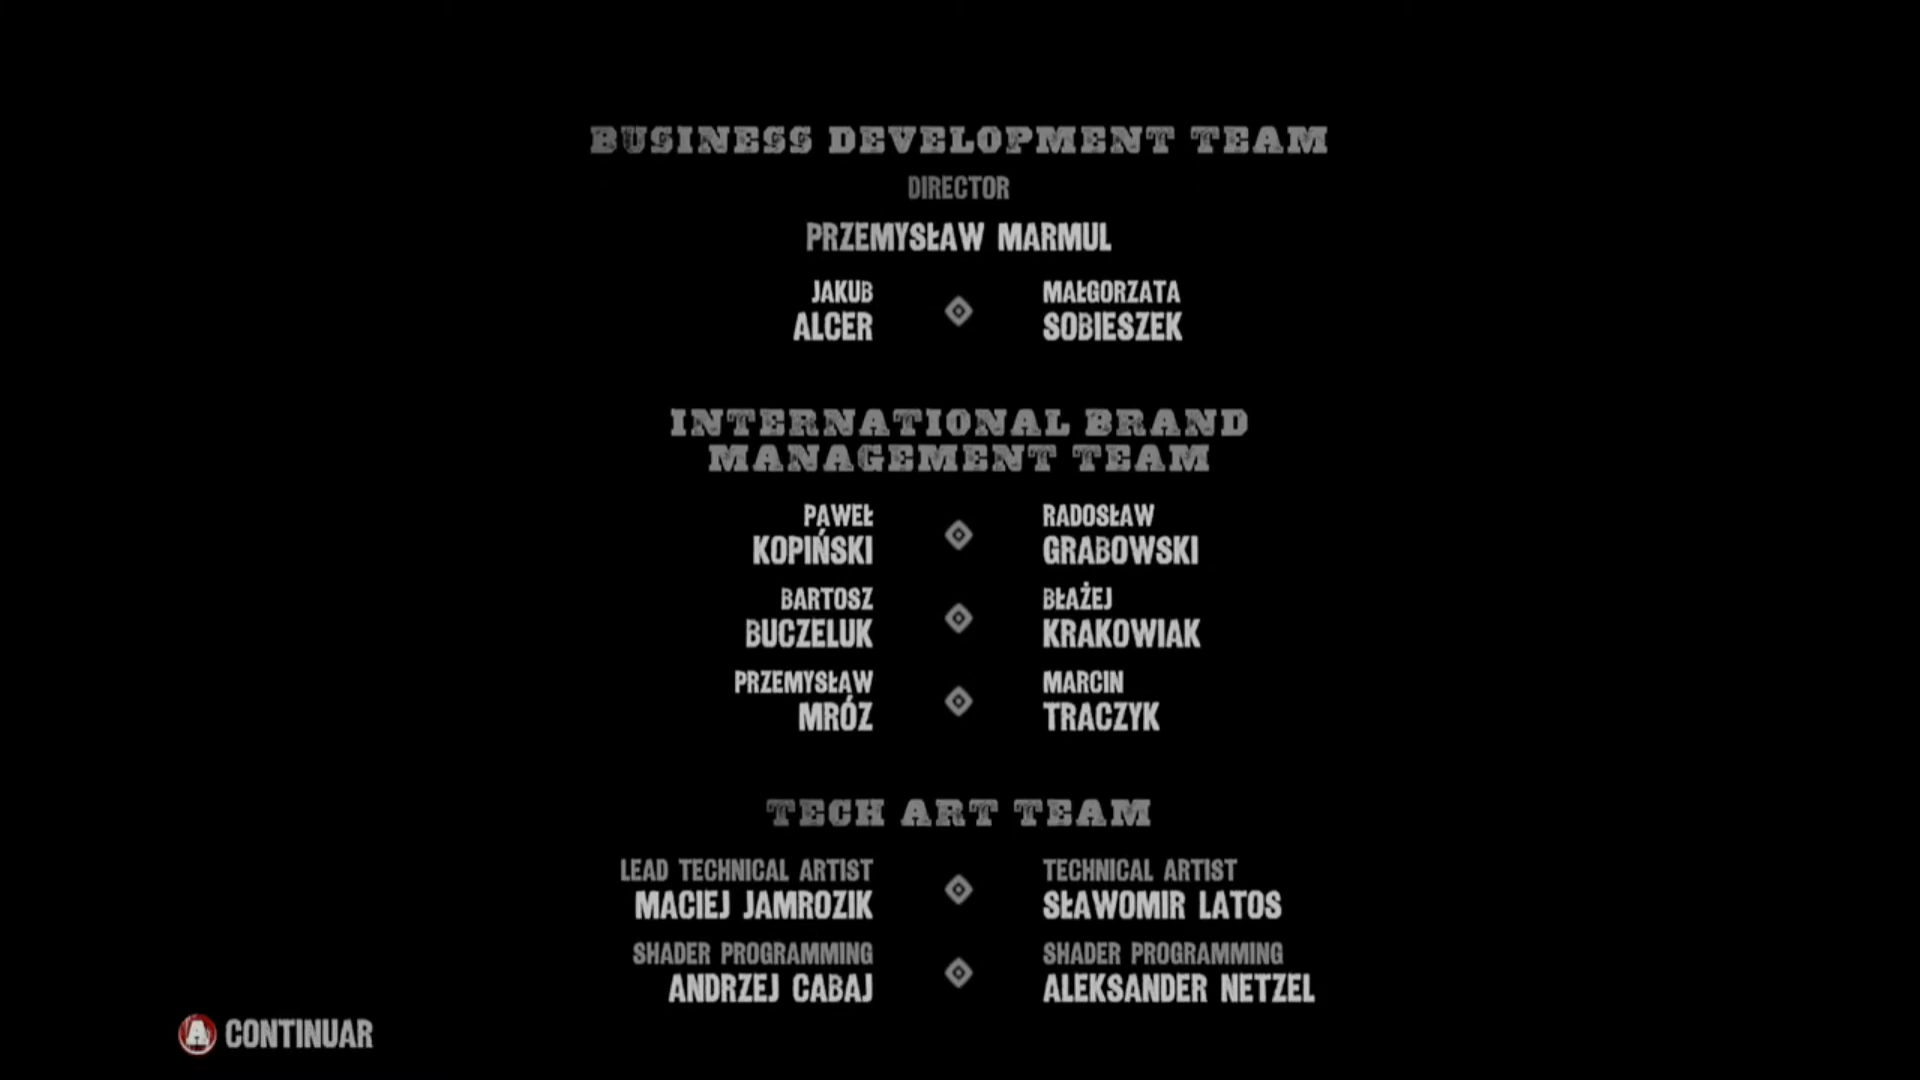 BUSINESS DEVELOPMENT TEAM
DIRECTOR
PRZEMYSŁAW MARMUL
JAKUB ALCER
MAŁGORZATA SOBIESZEK
INTERNATIONAL BRAND
MANAGEMENT TEAM
PAWEŁ KOPIŃSKI
RADOSŁAW GRABOWSKI
BARTOSZ BUCZELUK
BŁAŻEJ KRAKOWIAK
PRZEMYSŁAW MRÓZ
MARCIN TRACZYK
TECH ART TEAM
LEAD TECHNICAL ARTIST
MACIEJ JAMROZIK
TECHNICAL ARTIST
SŁAWOMIR LATOS
SHADER PROGRAMMING
ANDRZEJ CABAJ
SHADER PROGRAMMING
ALEKSANDER NETZEL
A CONTINUAR